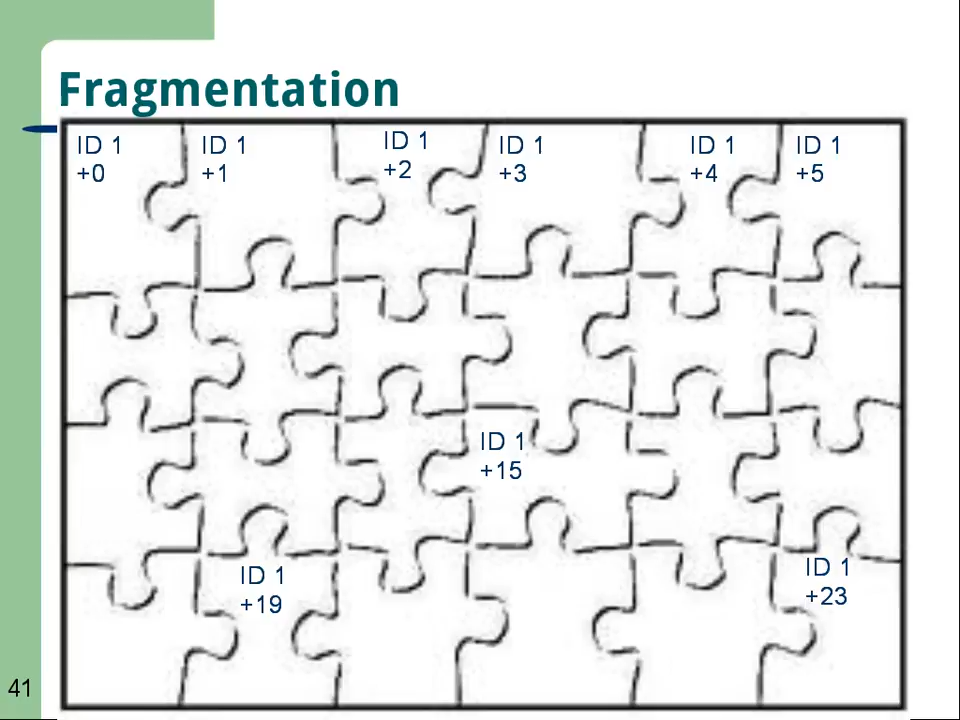 Fragmentation
ID 1
+0
ID 1
+1
ID 1
+2
ID 1
+3
ID 1
+4
ID 1
+5
ID 1
+15
ID 1
+19
ID 1
+23
41